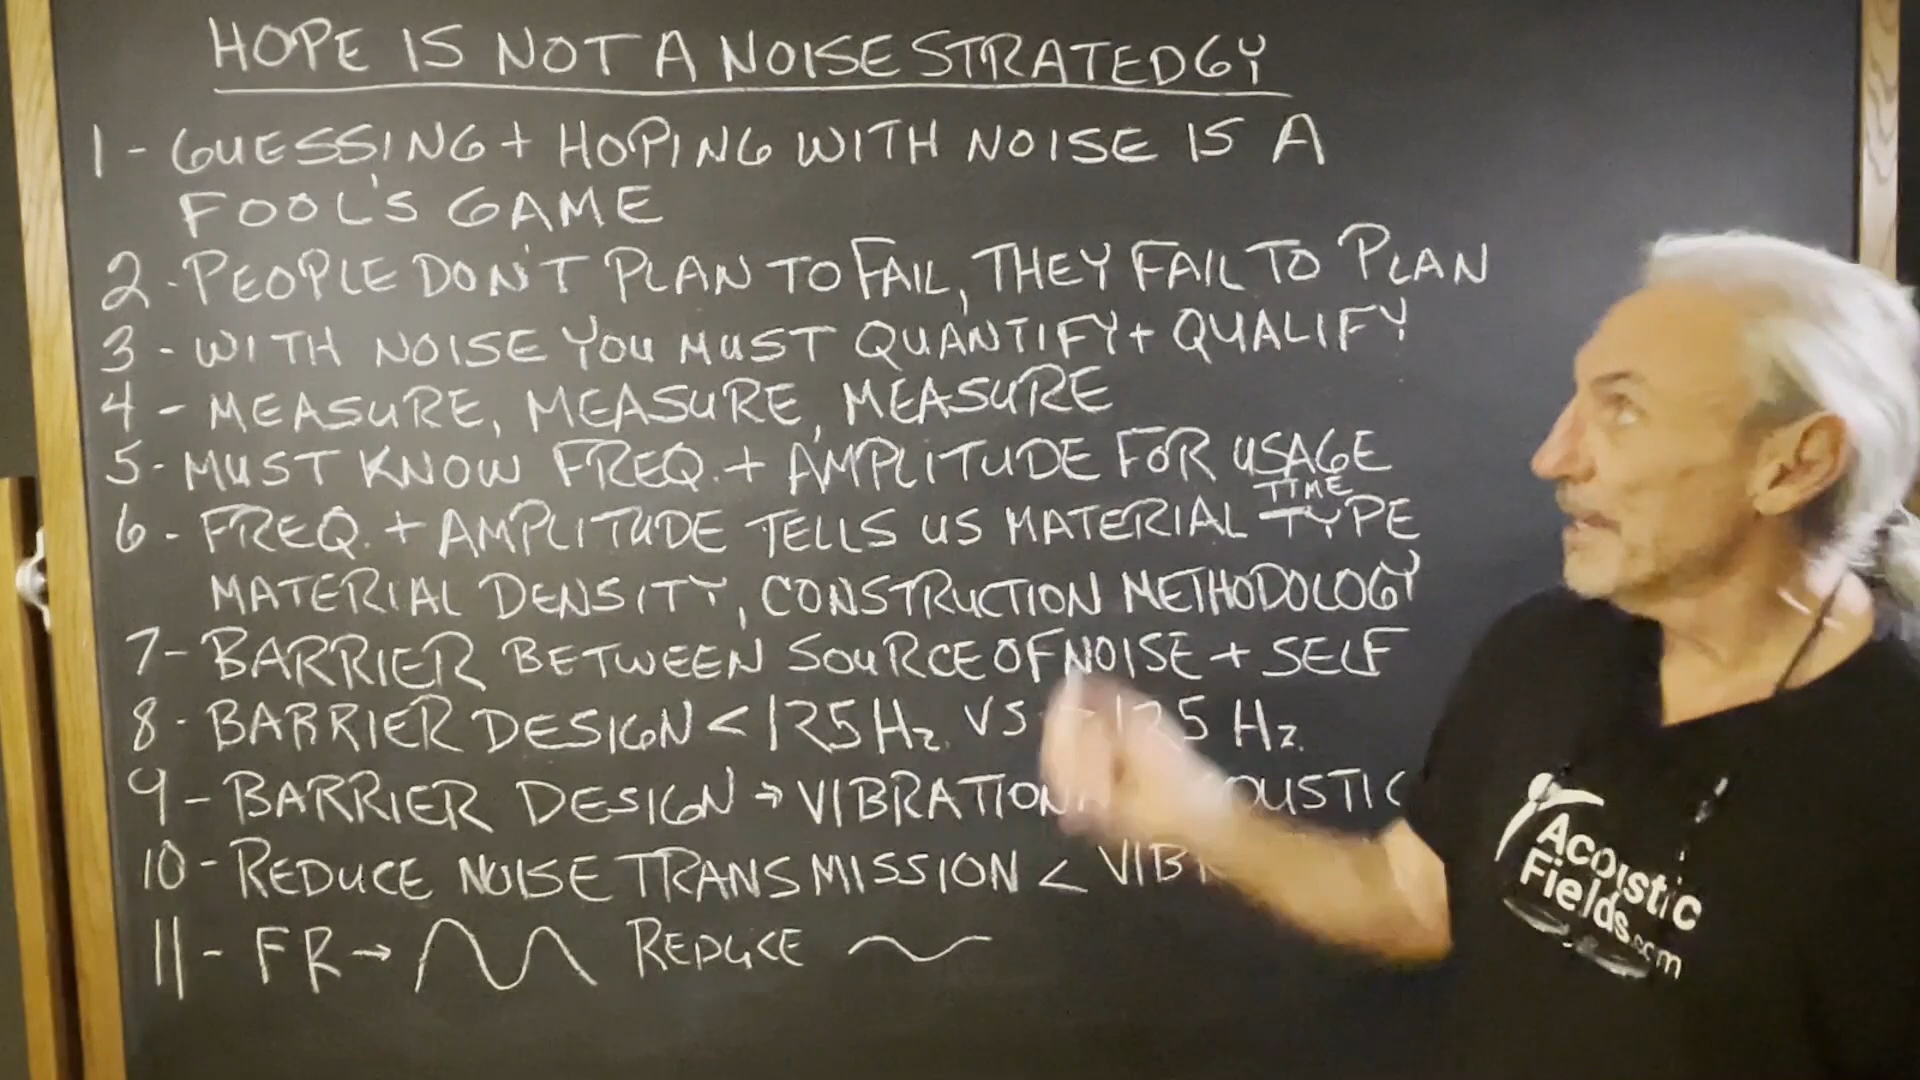 HOPE IS NOT A NOISE STRATEDGY
1 - GUESSING + HOPING WITH NOISE IS A
FOOL'S GAME
2 - PEOPLE DON'T PLAN TO FAIL, THEY FAIL TO PLAN
3 - WITH NOISE YOU MUST QUANTIFY + QUALIFY
4 - MEASURE, MEASURE, MEASURE
5 - MUST KNOW FREQ. + AMPLITUDE FOR USAGE
TIME
6 - FREQ. + AMPLITUDE TELLS US MATERIAL TYPE
MATERIAL DENSITY, CONSTRUCTION METHODOLOGY
7 - BARRIER BETWEEN SOURCE OF NOISE + SELF
8 - BARRIER DESIGN < 125 Hz. VS 125 Hz.
9 - BARRIER DESIGN → VIBRATION
10 - REDUCE NOISE TRANSMISSION <
11 - FR → REDUCE
Acoustic
Fields.com